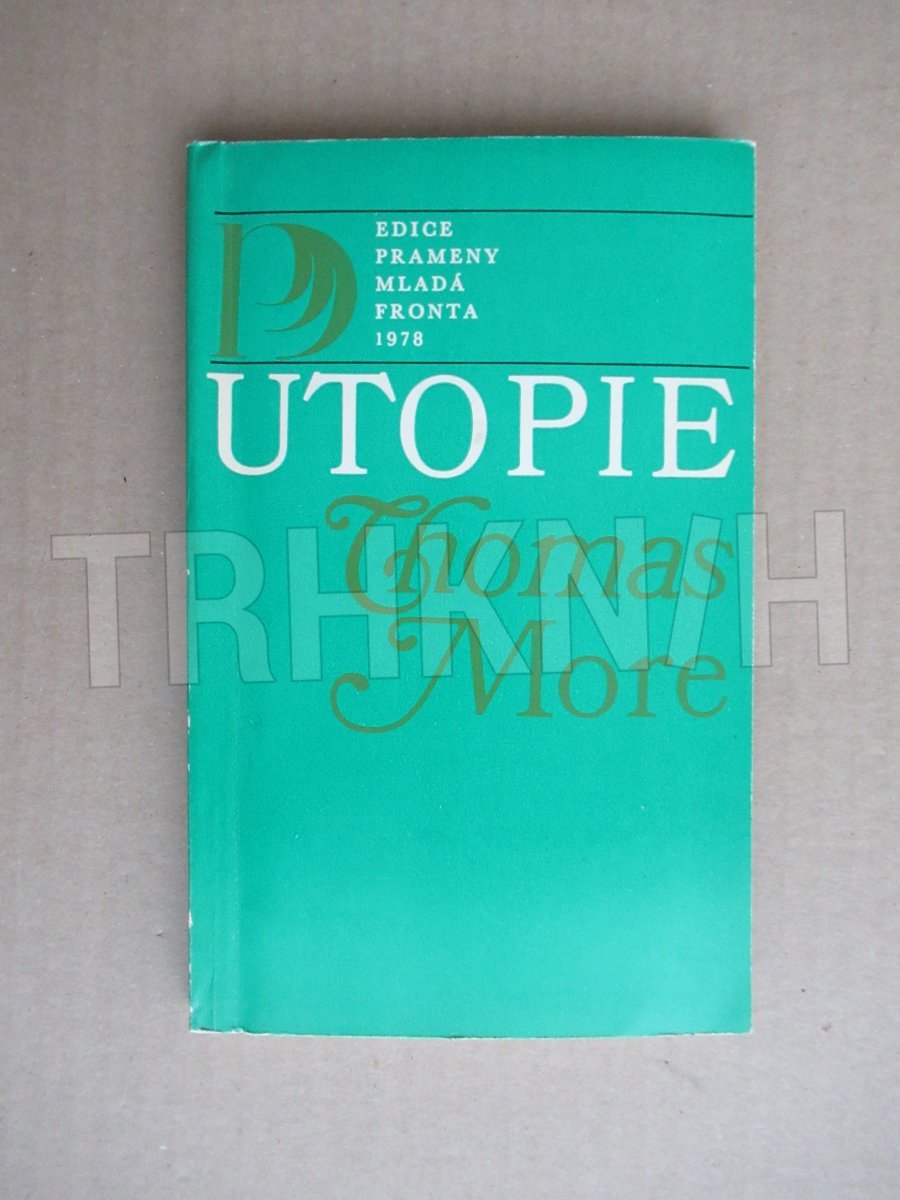 EDICE
PRAMENY
MLADÁ
FRONTA
1978
UTOPIE
Thomas
More
TRHKNIH